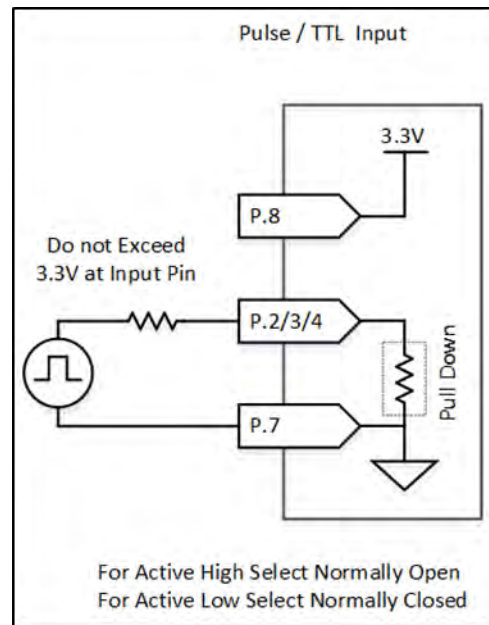 Pulse / TTL Input
3.3V
P.8
Do not Exceed
3.3V at Input Pin
P.2/3/4
Pull Down
P.7
For Active High Select Normally Open
For Active Low Select Normally Closed